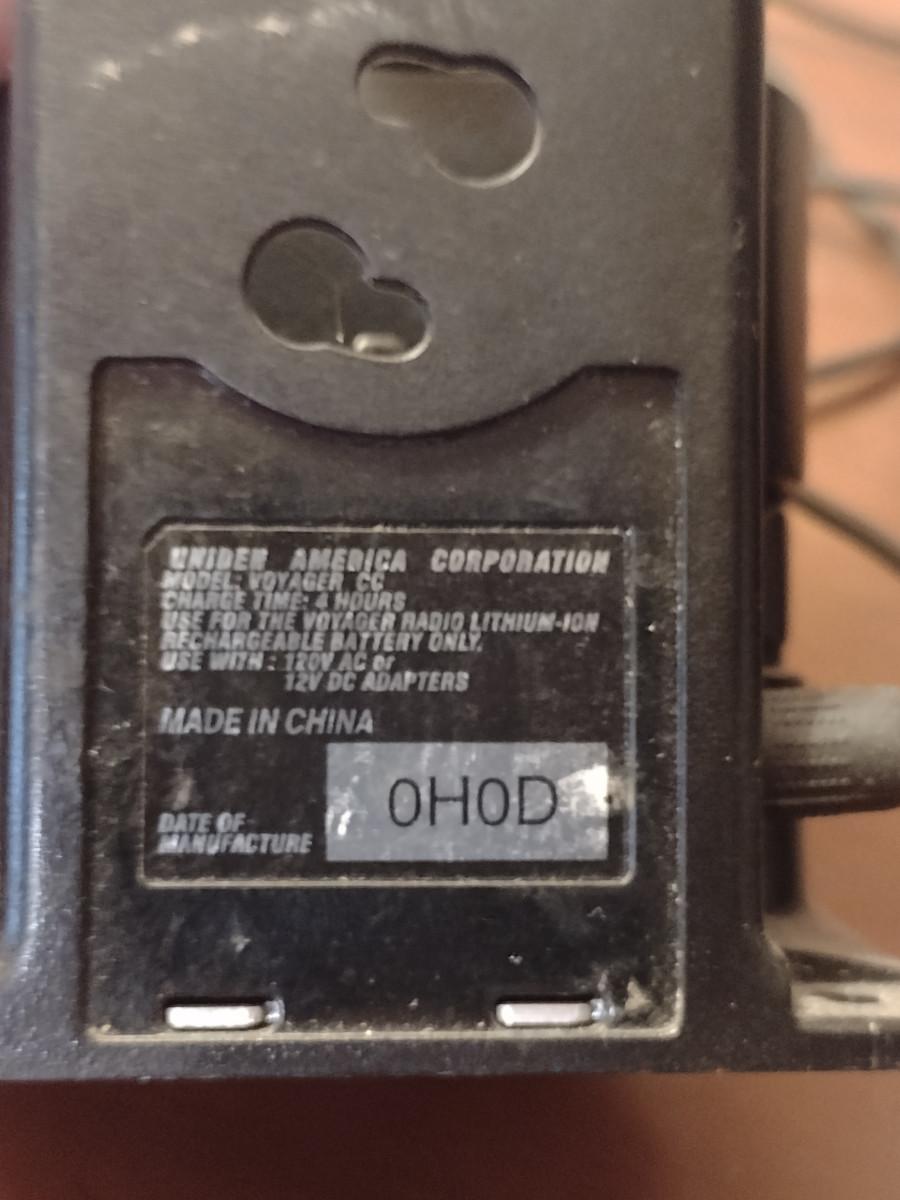 UNIDEN AMERICA CORPORATION
MODEL: VOYAGER CC
CHARGE TIME: 4 HOURS
USE FOR THE VOYAGER RADIO LITHIUM-ION
RECHARGEABLE BATTERY ONLY.
USE WITH : 120V AC or
12V DC ADAPTERS
MADE IN CHINA
0H0D
DATE OF
MANUFACTURE